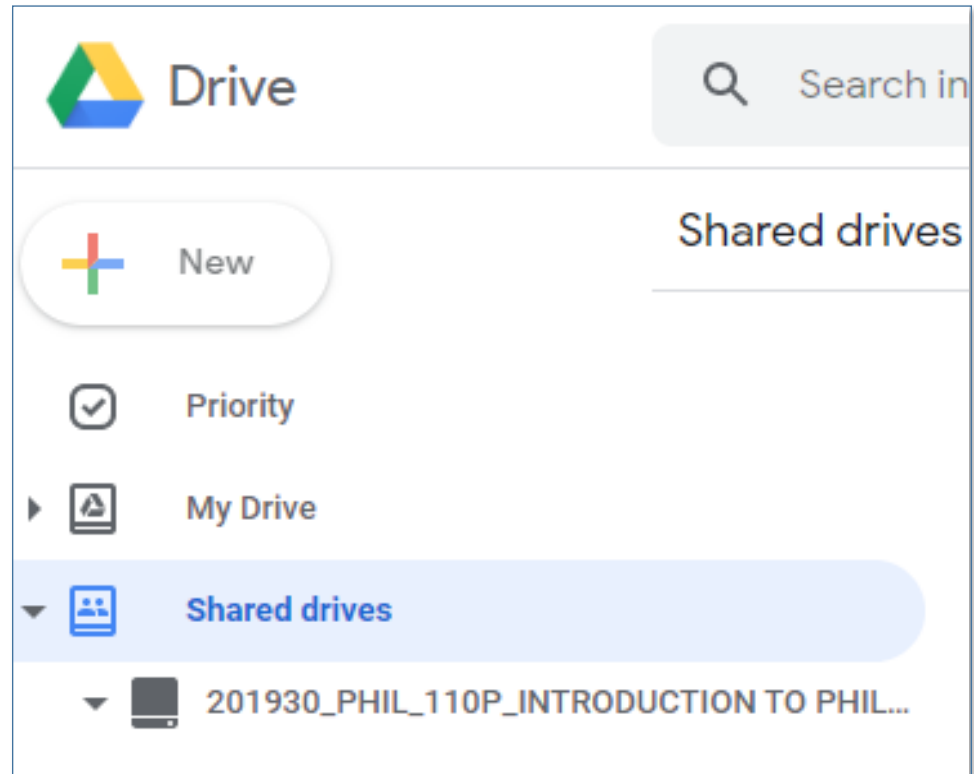 Drive
Search in
New
Shared drives
Priority
My Drive
Shared drives
201930_PHIL_110P_INTRODUCTION TO PHIL...